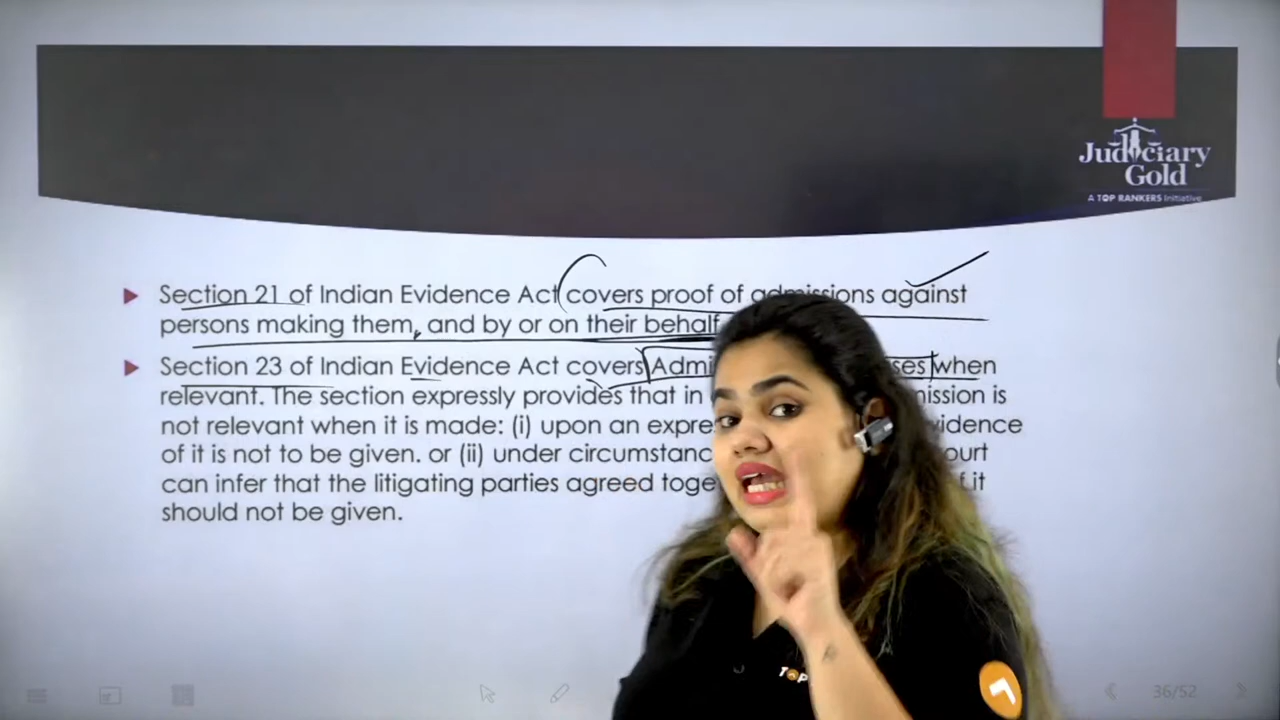 Judiciary
Gold
A TOP RANKERS Initiative
Section 21 of Indian Evidence Act covers proof of admissions against
persons making them, and by or on their behalf
Section 23 of Indian Evidence Act covers Admi ses when
relevant. The section expressly provides that in mission is
not relevant when it is made: (i) upon an expre vidence
of it is not to be given. or (ii) under circumstanc ourt
can infer that the litigating parties agreed toge f it
should not be given.
TOP
36/52